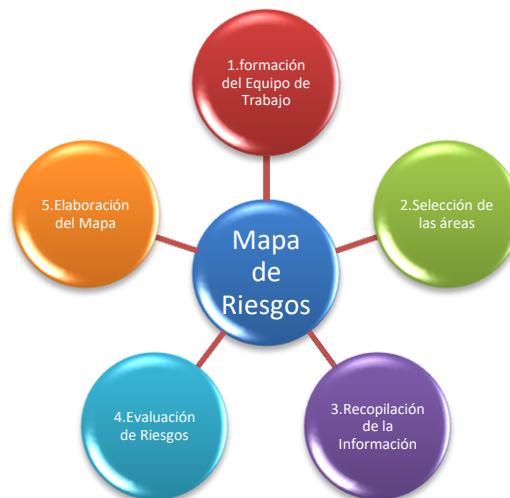 1.formación
del Equipo de
Trabajo
2.Selección de
las áreas
3.Recopilación
de la
Información
4.Evaluación
de Riesgos
5.Elaboración
del Mapa
Mapa
de
Riesgos